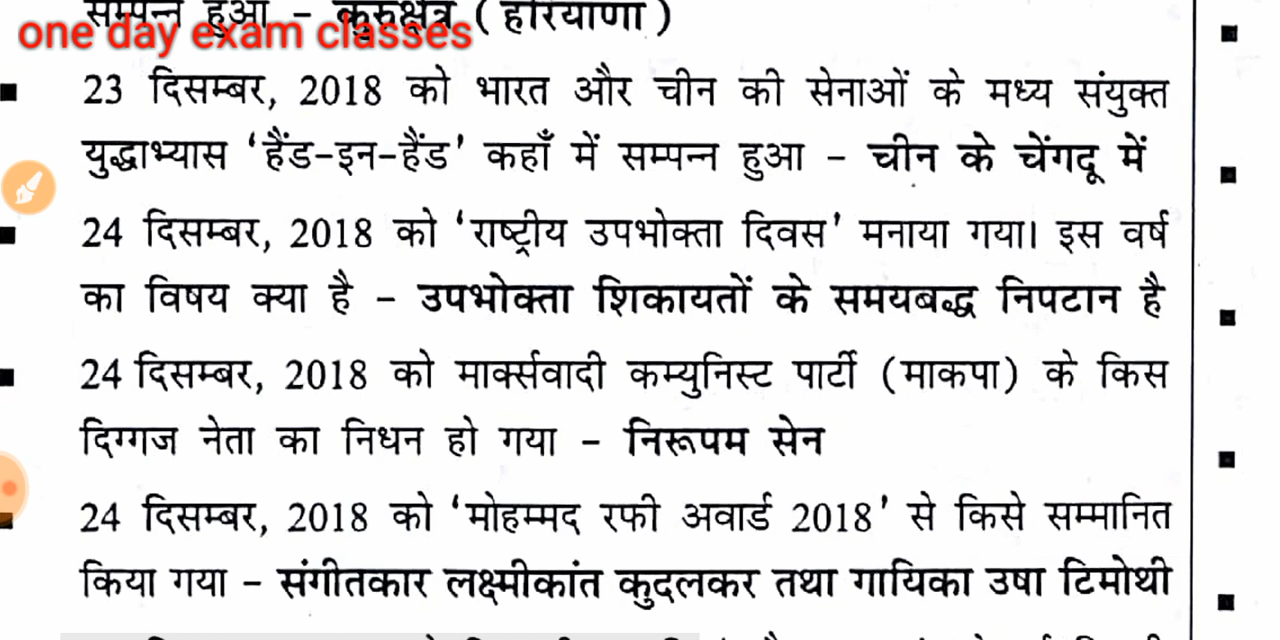 सम्पन्न हुआ – कुरुक्षेत्र (हरियाणा)
one day exam classes
23 दिसम्बर, 2018 को भारत और चीन की सेनाओं के मध्य संयुक्त
युद्धाभ्यास ‘हैंड-इन-हैंड’ कहाँ में सम्पन्न हुआ – चीन के चेंगदू में
24 दिसम्बर, 2018 को ‘राष्ट्रीय उपभोक्ता दिवस’ मनाया गया। इस वर्ष
का विषय क्या है – उपभोक्ता शिकायतों के समयबद्ध निपटान है
24 दिसम्बर, 2018 को मार्क्सवादी कम्युनिस्ट पार्टी (माकपा) के किस
दिग्गज नेता का निधन हो गया – निरूपम सेन
24 दिसम्बर, 2018 को ‘मोहम्मद रफी अवार्ड 2018’ से किसे सम्मानित
किया गया – संगीतकार लक्ष्मीकांत कुदलकर तथा गायिका उषा टिमोथी